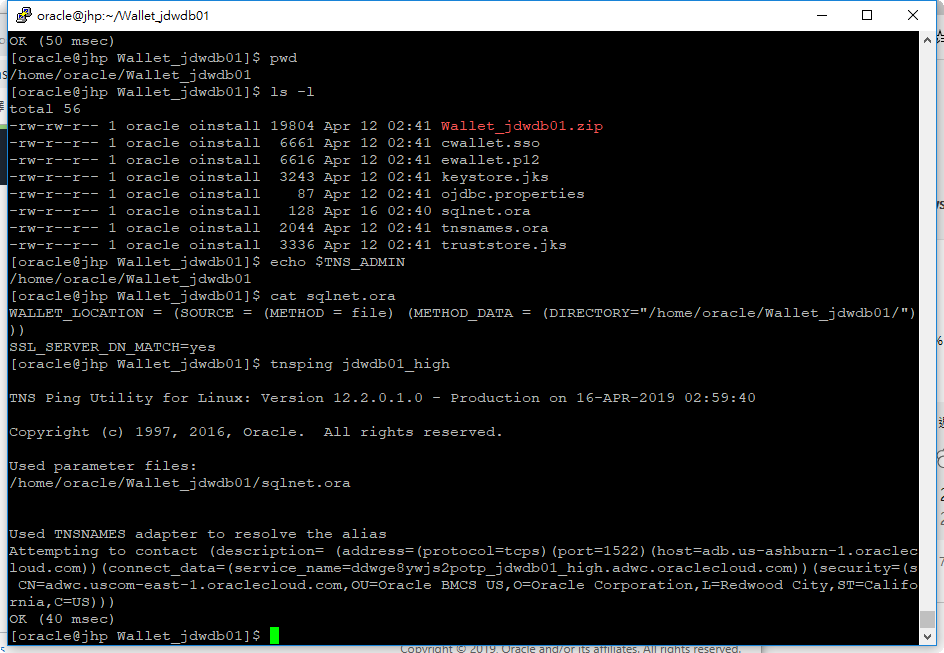 oracle@jhp:~/Wallet_jdwdb01
OK (50 msec)
[oracle@jhp Wallet_jdwdb01]$ pwd
/home/oracle/Wallet_jdwdb01
[oracle@jhp Wallet_jdwdb01]$ ls -l
total 56
-rw-rw-r-- 1 oracle oinstall 19804 Apr 12 02:41 Wallet_jdwdb01.zip
-rw-r--r-- 1 oracle oinstall  6661 Apr 12 02:41 cwallet.sso
-rw-r--r-- 1 oracle oinstall  6616 Apr 12 02:41 ewallet.p12
-rw-r--r-- 1 oracle oinstall  3243 Apr 12 02:41 keystore.jks
-rw-r--r-- 1 oracle oinstall    87 Apr 12 02:41 ojdbc.properties
-rw-r--r-- 1 oracle oinstall   128 Apr 16 02:40 sqlnet.ora
-rw-r--r-- 1 oracle oinstall  2044 Apr 12 02:41 tnsnames.ora
-rw-r--r-- 1 oracle oinstall  3336 Apr 12 02:41 truststore.jks
[oracle@jhp Wallet_jdwdb01]$ echo $TNS_ADMIN
/home/oracle/Wallet_jdwdb01
[oracle@jhp Wallet_jdwdb01]$ cat sqlnet.ora
WALLET_LOCATION = (SOURCE = (METHOD = file) (METHOD_DATA = (DIRECTORY="/home/oracle/Wallet_jdwdb01/")
))
SSL_SERVER_DN_MATCH=yes
[oracle@jhp Wallet_jdwdb01]$ tnsping jdwdb01_high
TNS Ping Utility for Linux: Version 12.2.0.1.0 - Production on 16-APR-2019 02:59:40
Copyright (c) 1997, 2016, Oracle.  All rights reserved.
Used parameter files:
/home/oracle/Wallet_jdwdb01/sqlnet.ora
Used TNSNAMES adapter to resolve the alias
Attempting to contact (description= (address=(protocol=tcps)(port=1522)(host=adb.us-ashburn-1.oraclec
loud.com))(connect_data=(service_name=ddwge8ywjs2potp_jdwdb01_high.adwc.oraclecloud.com))(security=(s
CN=adwc.uscom-east-1.oraclecloud.com,OU=Oracle BMCS US,O=Oracle Corporation,L=Redwood City,ST=Califo
rnia,C=US)))
OK (40 msec)
[oracle@jhp Wallet_jdwdb01]$
Copyright © 2019, Oracle and/or its affiliates. All rights reserved.